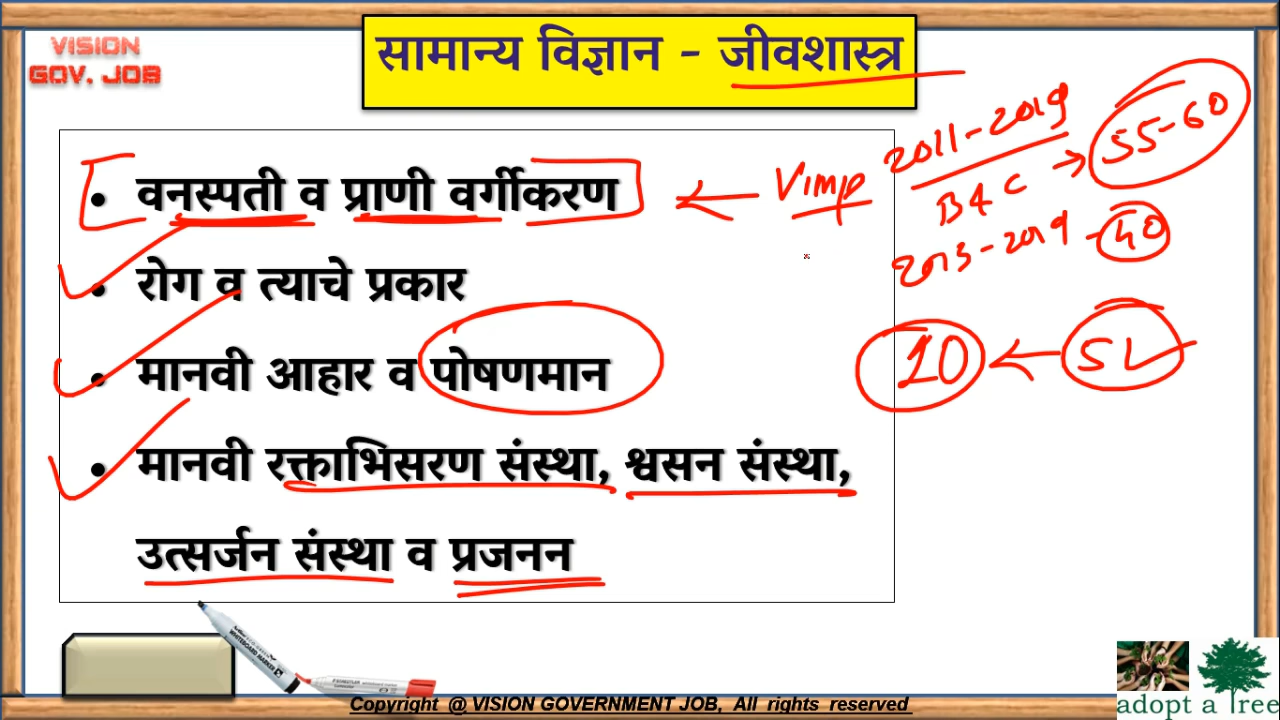 VISION
GOV. JOB
सामान्य विज्ञान - जीवशास्त्र
• वनस्पती व प्राणी वर्गीकरण
• रोग व त्याचे प्रकार
• मानवी आहार व पोषणमान
• मानवी रक्ताभिसरण संस्था, श्वसन संस्था,
उत्सर्जन संस्था व प्रजनन
Vimp
2011-2019
55-60
B & C
2013-2019 - 40
10
Copyright @ VISION GOVERNMENT JOB, All rights reserved
adopt a Tree